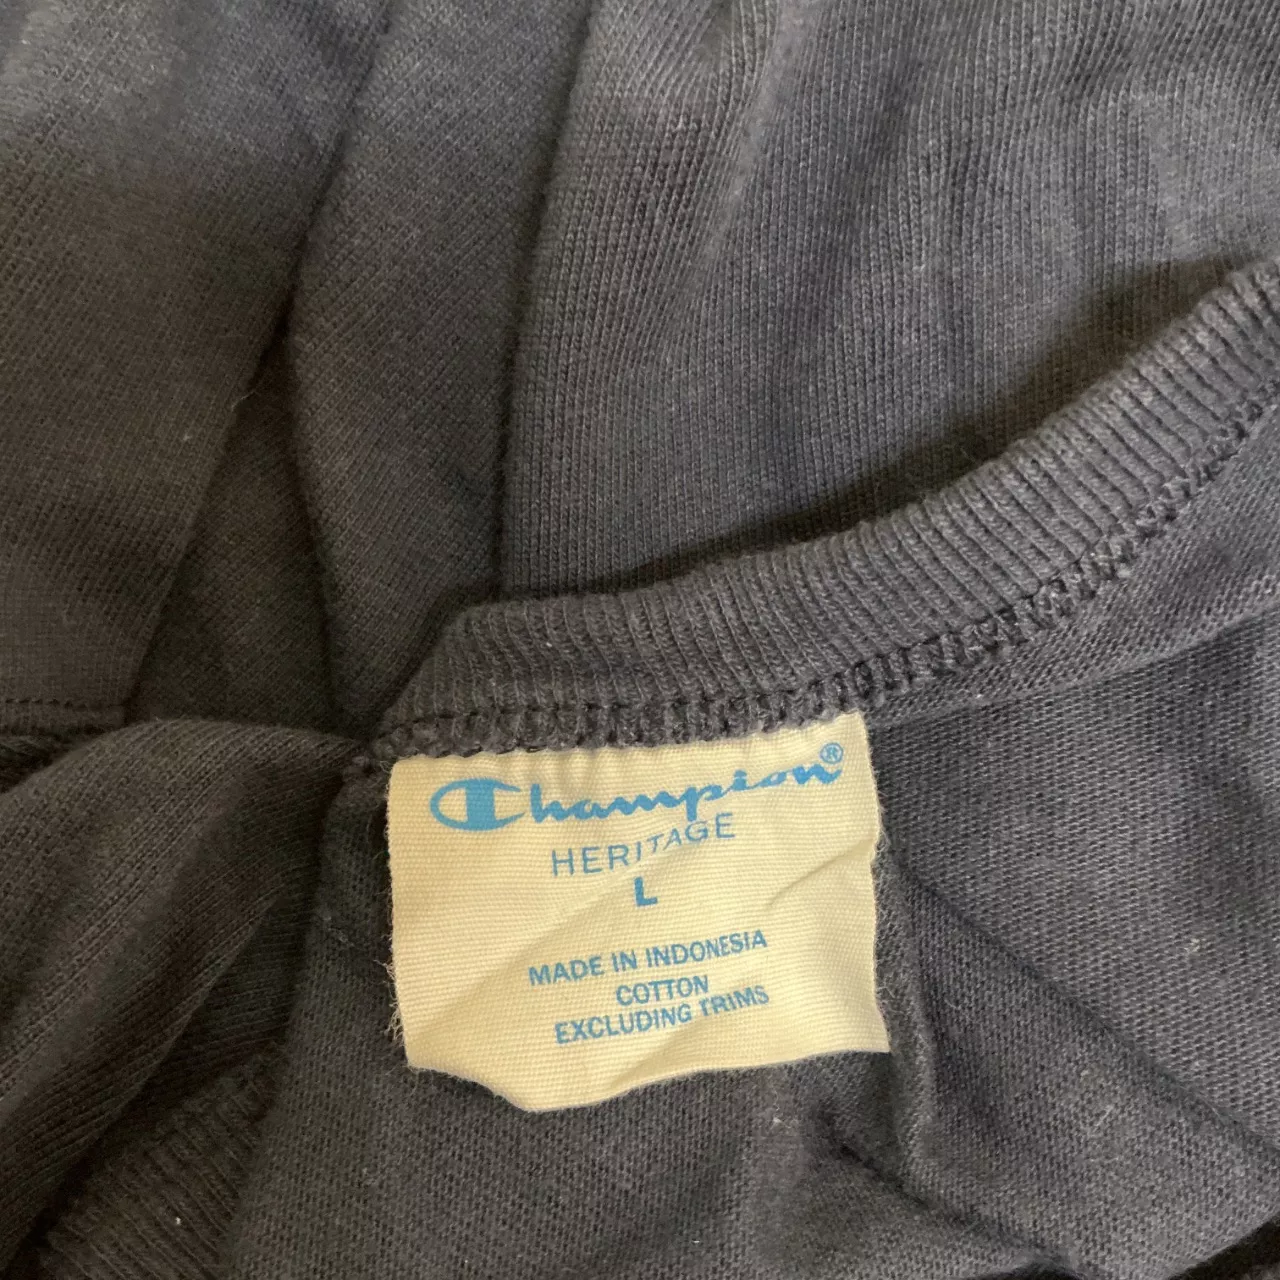 Champion®
HERITAGE
L
MADE IN INDONESIA
COTTON
EXCLUDING TRIMS